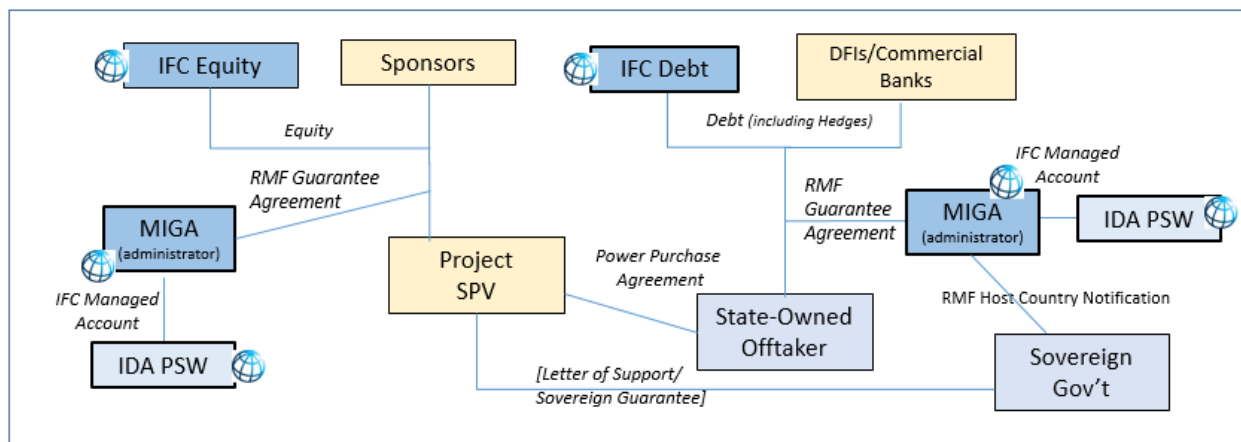 IFC Equity
Sponsors
IFC Debt
DFIs/Commercial
Banks
Equity
Debt (including Hedges)
RMF Guarantee
Agreement
RMF
Guarantee
Agreement
IFC Managed
Account
MIGA
(administrator)
MIGA
(administrator)
IDA PSW
Project
SPV
Power Purchase
Agreement
IFC Managed
Account
IDA PSW
State-Owned
Offtaker
RMF Host Country Notification
Sovereign
Gov't
[Letter of Support/
Sovereign Guarantee]